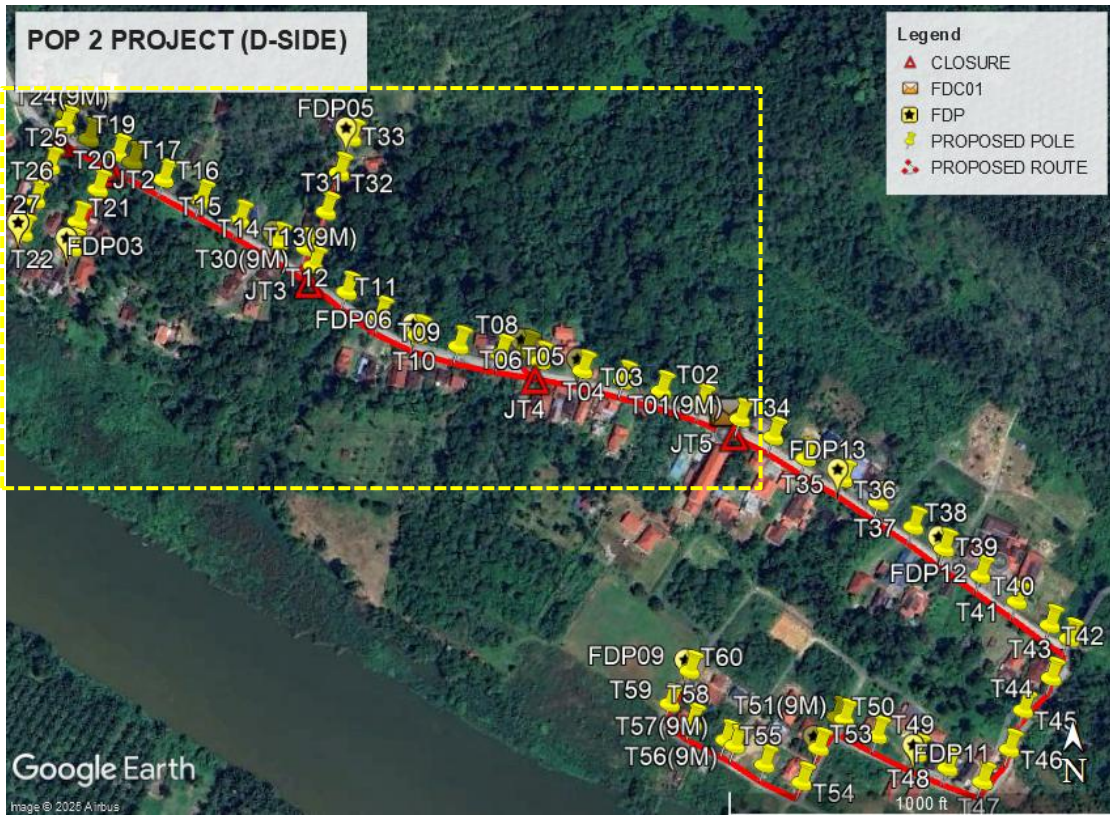 POP 2 PROJECT (D-SIDE)
Legend
CLOSURE
FDC01
FDP
PROPOSED POLE
PROPOSED ROUTE
T24(9M)
T25
T19
T20
T17
T26
JT2
T16
27
T21
T15
T22
FDP03
FDP05
T33
T31
T32
T14
T13(9M)
T30(9M)
T12
JT3
T11
FDP06
T09
T10
T08
T06
T05
JT4
T04
T03
T02
T01(9M)
T34
JT5
FDP13
T35
T36
T37
T38
T39
FDP12
T40
T41
T42
T43
T44
T45
T46
FDP09
T60
T59
T58
T57(9M)
T56(9M)
T55
T51(9M)
T50
T53
T49
FDP11
T48
T54
T47
N
1000 ft
Google Earth
Image © 2025 Airbus